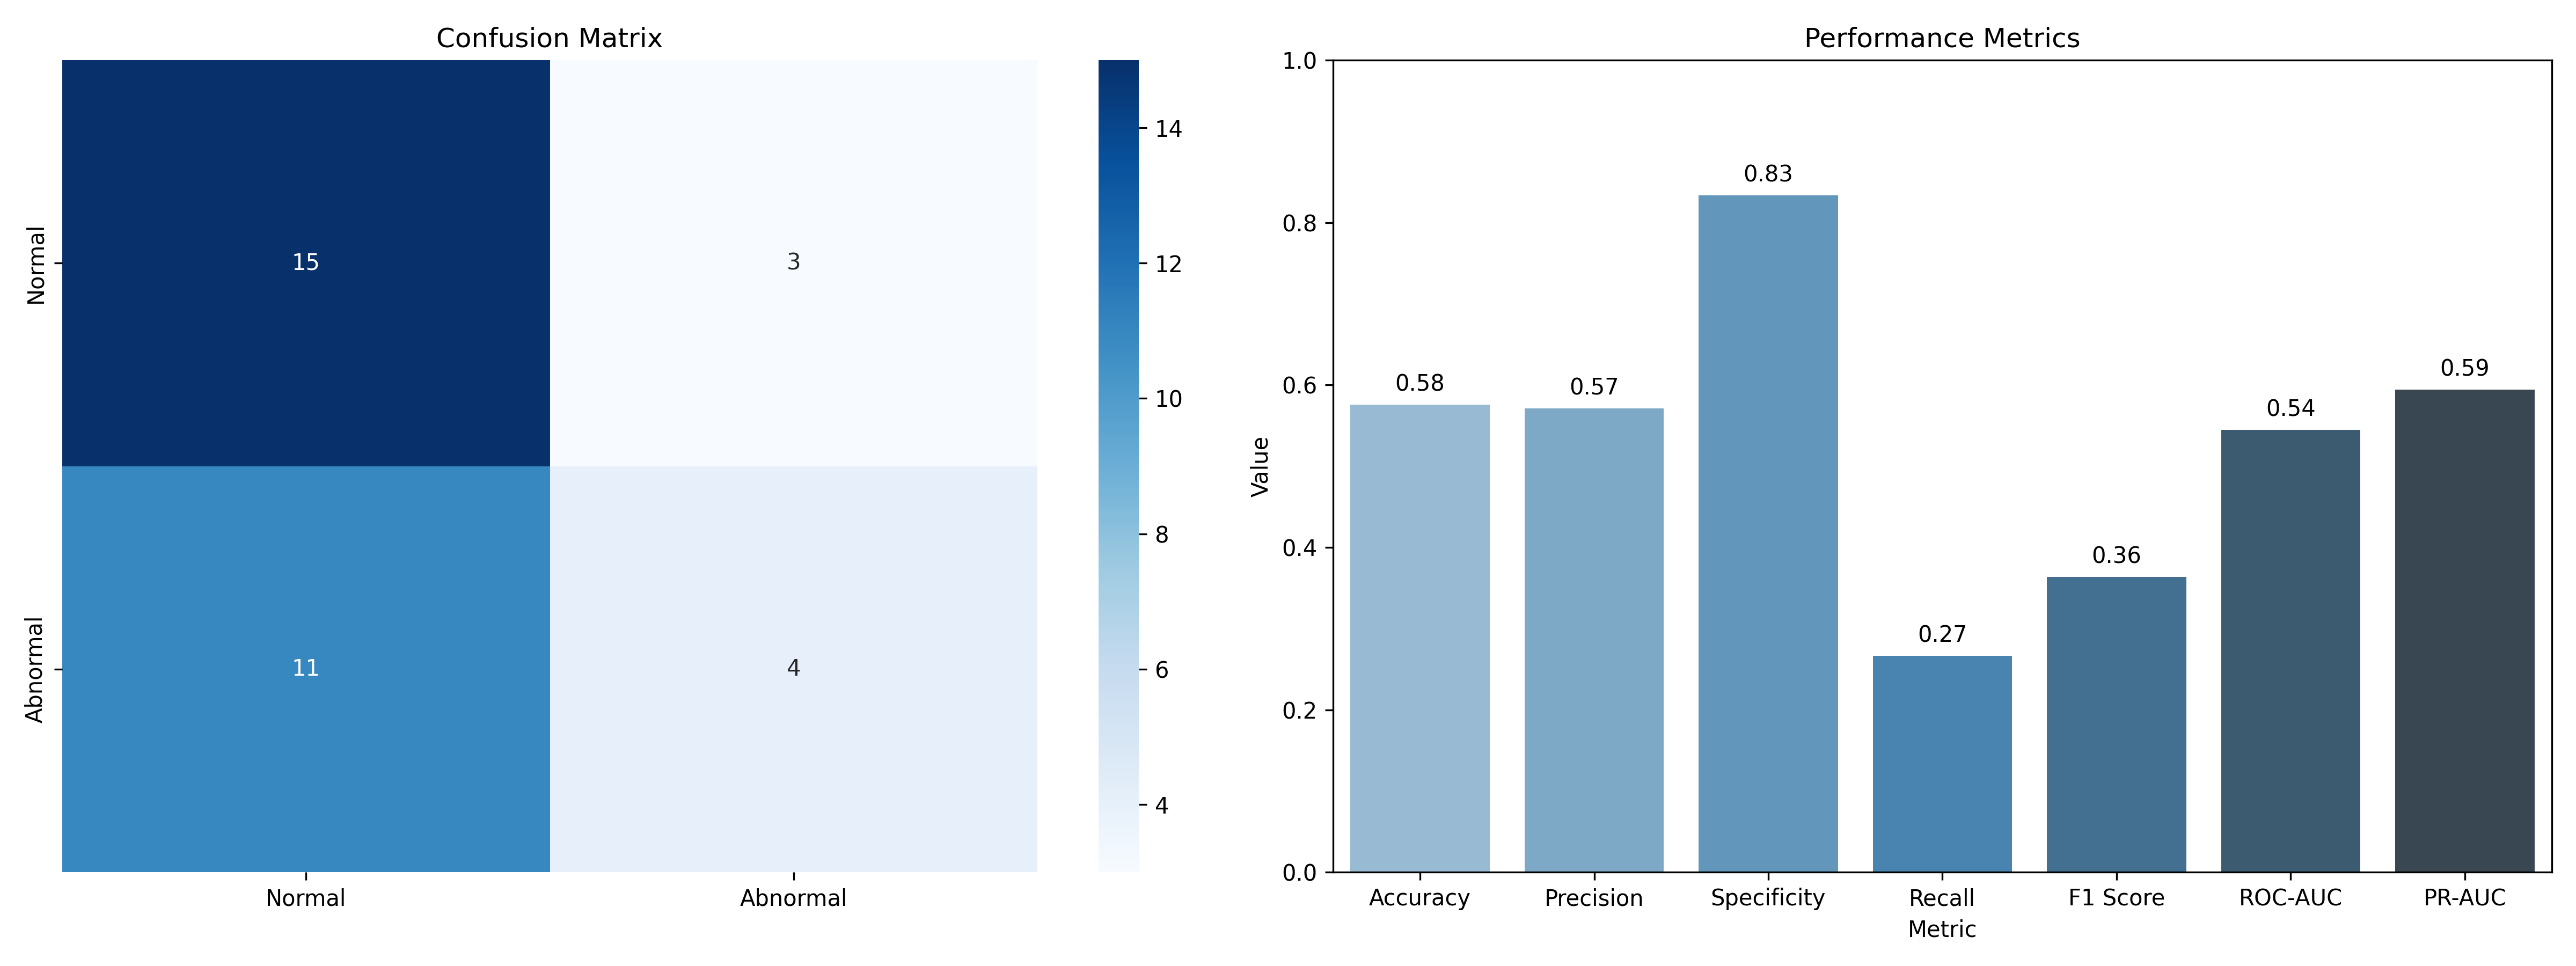 Confusion Matrix
Normal
Abnormal
15
3
11
4
Normal
Abnormal
14
12
10
8
6
4
Performance Metrics
Value
1.0
0.8
0.6
0.4
0.2
0.0
0.58
0.57
0.83
0.27
0.36
0.54
0.59
Accuracy
Precision
Specificity
Recall
F1 Score
ROC-AUC
PR-AUC
Metric